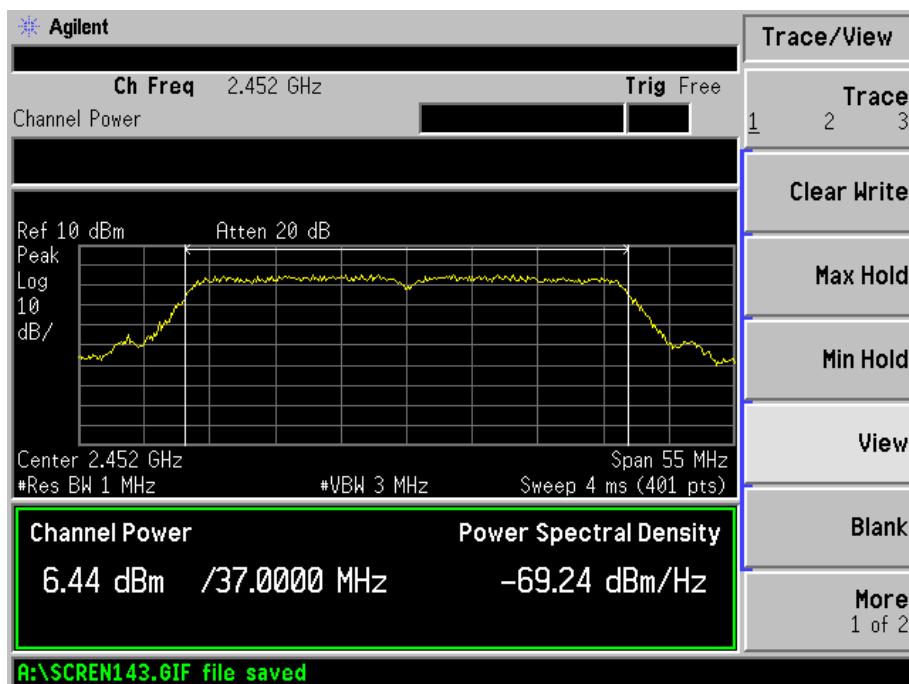 Agilent
Trace/View
Ch Freq 2.452 GHz Trig Free
Channel Power
Trace
1 2 3
Clear Write
Ref 10 dBm Atten 20 dB
Peak
Log
10
dB/
Max Hold
Min Hold
View
Center 2.452 GHz Span 55 MHz
#Res BW 1 MHz #VBW 3 MHz Sweep 4 ms (401 pts)
Channel Power Power Spectral Density
6.44 dBm /37.0000 MHz -69.24 dBm/Hz
Blank
More
1 of 2
A:\SCREN143.GIF file saved